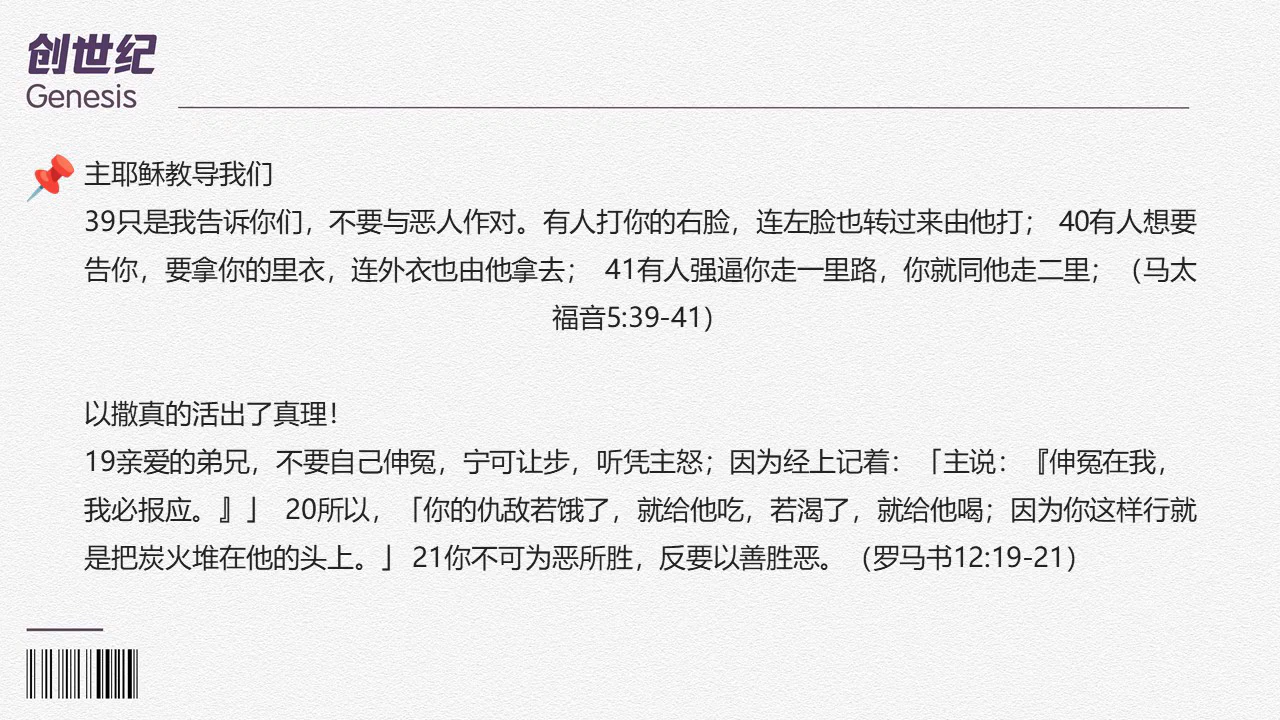 创世纪
Genesis
主耶稣教导我们
39只是我告诉你们，不要与恶人作对。有人打你的右脸，连左脸也转过来由他打； 40有人想要
告你，要拿你的里衣，连外衣也由他拿去； 41有人强逼你走一里路，你就同他走二里；（马太
福音5:39-41）
以撒真的活出了真理！
19亲爱的弟兄，不要自己伸冤，宁可让步，听凭主怒；因为经上记着：「主说：『伸冤在我，
我必报应。』」 20所以，「你的仇敌若饿了，就给他吃，若渴了，就给他喝；因为你这样行就
是把炭火堆在他的头上。」 21你不可为恶所胜，反要以善胜恶。（罗马书12:19-21）